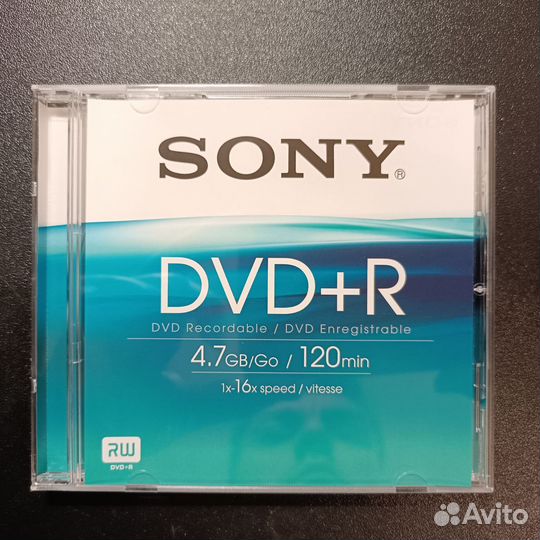 SONY®
DVD+R
DVD Recordable / DVD Enregistrable
4.7GB/Go / 120min
1x-16x speed / vitesse
RW
DVD+R
Avito